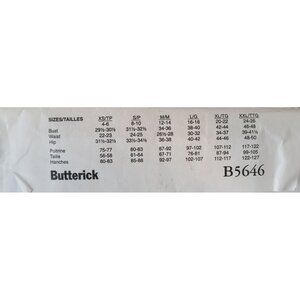 SIZES/TAILLES XS/TP S/P M/M L/G XL/TG XXL/TTG
4-6 8-10 12-14 16-18 20-22 24-26
Bust 29½-30½ 31½-32½ 34-36 38-40 42-44 46-48
Waist 22-23 24-25 26½-28 30-32 34-37 39-41½
Hip 31½-32½ 33½-34½ 36-38 40-42 44-46 48-50
Poitrine 75-77 80-83 87-92 97-102 107-112 117-122
Taille 56-58 61-64 67-71 76-81 87-94 99-105
Hanches 80-83 85-88 92-97 102-107 112-117 122-127
Butterick B5646